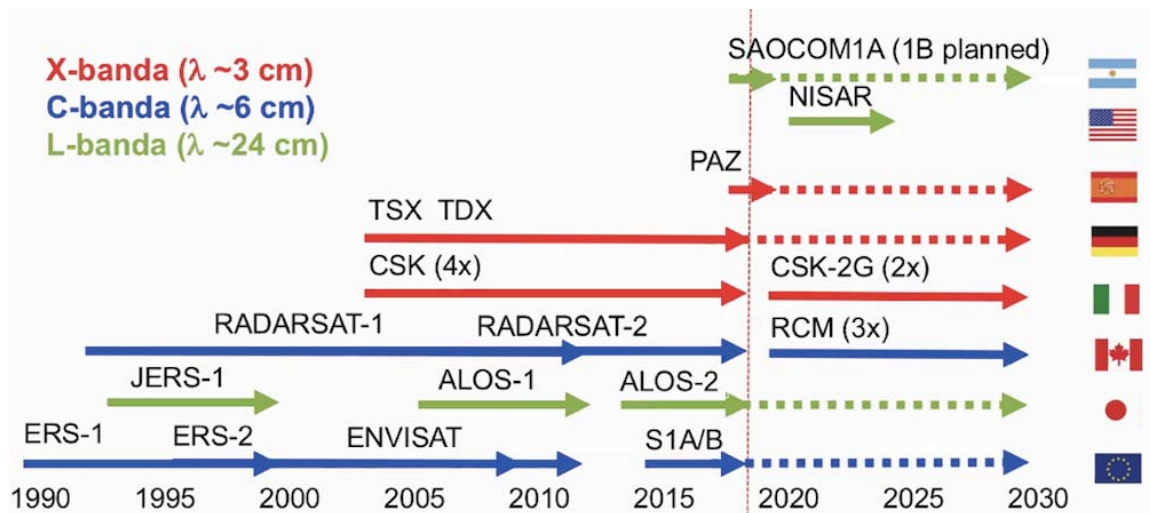 SAOCOM1A (1B planned)
X-banda (λ ~3 cm)
C-banda (λ ~6 cm)
L-banda (λ ~24 cm)
NISAR
PAZ
TSX TDX
CSK (4x)
CSK-2G (2x)
RADARSAT-1
RADARSAT-2
RCM (3x)
JERS-1
ALOS-1
ALOS-2
ERS-1
ERS-2
ENVISAT
S1A/B
1990 1995 2000 2005 2010 2015 2020 2025 2030